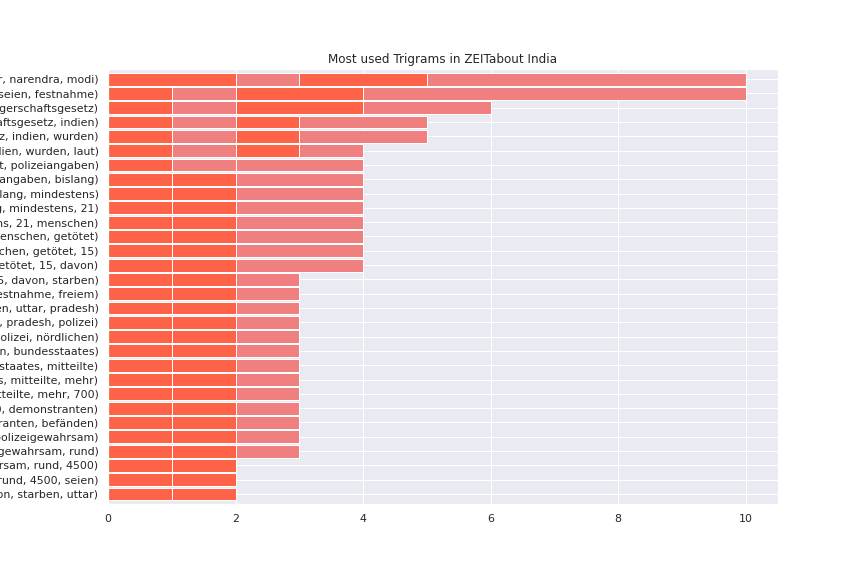 Most used Trigrams in ZEITabout India
, narendra, modi)
seien, festnahme)
gerschaftsgesetz)
aftsgesetz, indien)
z, indien, wurden)
lien, wurden, laut)
t, polizeiangaben)
angaben, bislang)
lang, mindestens)
, mindestens, 21)
ns, 21, menschen)
enschen, getötet)
chen, getötet, 15)
etötet, 15, davon)
5, davon, starben)
estnahme, freiem)
en, uttar, pradesh)
, pradesh, polizei)
olizei, nördlichen)
n, bundesstaates)
staates, mitteilte)
s, mitteilte, mehr)
tteilte, mehr, 700)
), demonstranten)
ranten, befänden)
polizeigewahrsam)
gewahrsam, rund)
rsam, rund, 4500)
rund, 4500, seien)
on, starben, uttar)
0 2 4 6 8 10